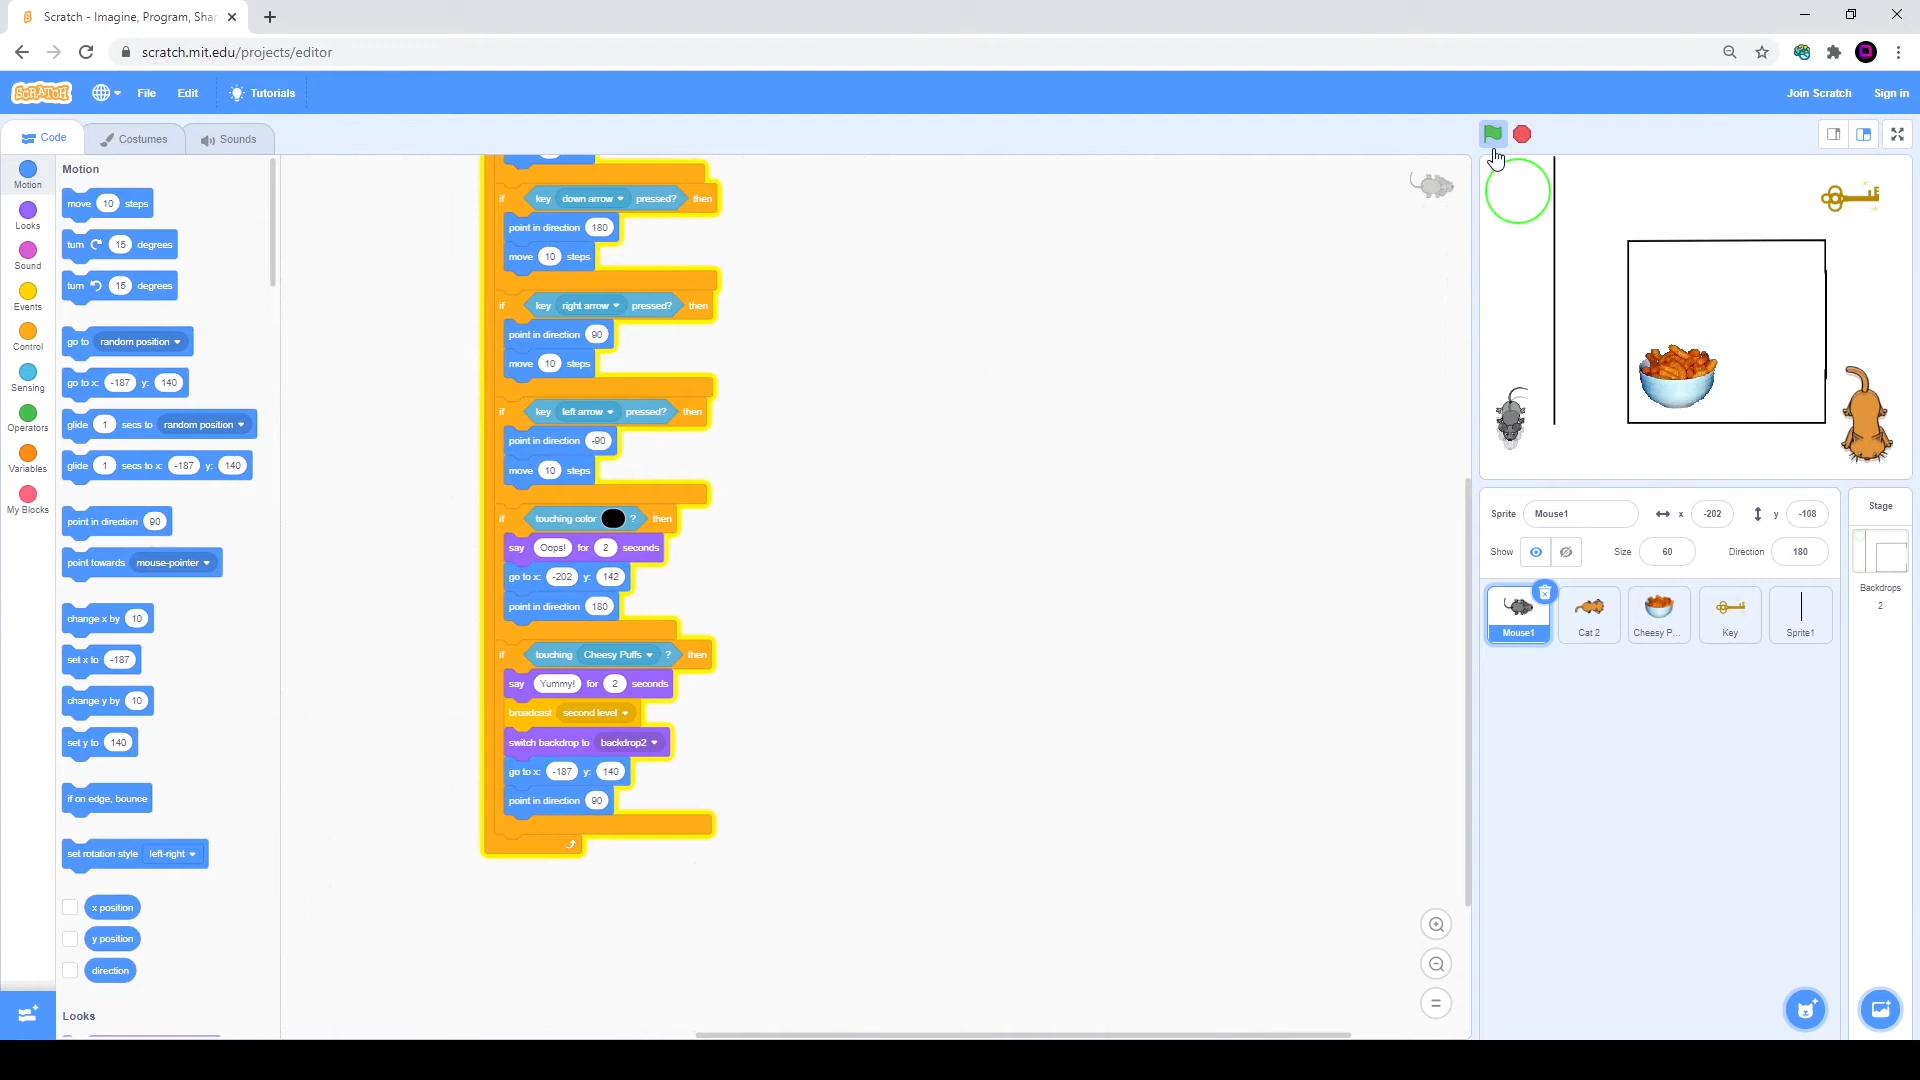 Scratch - Imagine, Program, Shar
scratch.mit.edu/projects/editor
SCRATCH File Edit Tutorials Join Scratch Sign in
Code Costumes Sounds
Motion
Looks
Sound
Events
Control
Sensing
Operators
Variables
My Blocks
Motion
move 10 steps
turn 15 degrees
turn 15 degrees
go to random position
go to x: -187 y: 140
glide 1 secs to random position
glide 1 secs to x: -187 y: 140
point in direction 90
point towards mouse-pointer
change x by 10
set x to -187
change y by 10
set y to 140
if on edge, bounce
set rotation style left-right
x position
y position
direction
Looks
if key down arrow pressed? then
point in direction 180
move 10 steps
if key right arrow pressed? then
point in direction 90
move 10 steps
if key left arrow pressed? then
point in direction -90
move 10 steps
if touching color ? then
say Oops! for 2 seconds
go to x: -202 y: 142
point in direction 180
if touching Cheesy Puffs ? then
say Yummy! for 2 seconds
broadcast second level
switch backdrop to backdrop2
go to x: -187 y: 140
point in direction 90
Sprite Mouse1 x -202 y -108
Show Size 60 Direction 180
Mouse1 Cat 2 Cheesy P... Key Sprite1
Stage
Backdrops
2